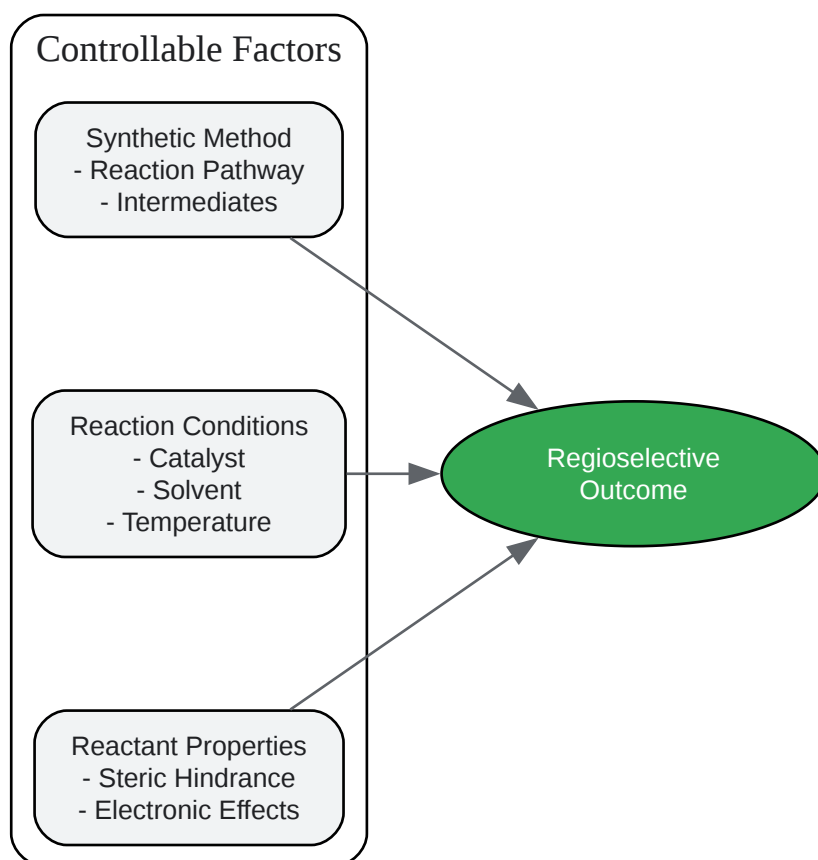 Controllable Factors
Synthetic Method
- Reaction Pathway
- Intermediates
Reaction Conditions
- Catalyst
- Solvent
- Temperature
Regioselective
Outcome
Reactant Properties
- Steric Hindrance
- Electronic Effects